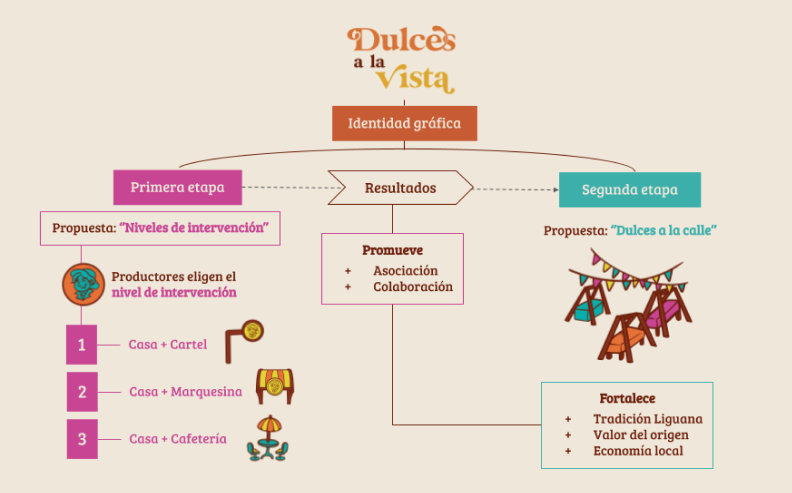 Dulces
a la
Vista
Identidad gráfica
Primera etapa
Resultados
Segunda etapa
Propuesta: "Niveles de intervención"
Productores eligen el
nivel de intervención
1 Casa + Cartel
2 Casa + Marquesina
3 Casa + Cafetería
Promueve
+ Asociación
+ Colaboración
Propuesta: "Dulces a la calle"
Fortalece
+ Tradición Liguana
+ Valor del origen
+ Economía local